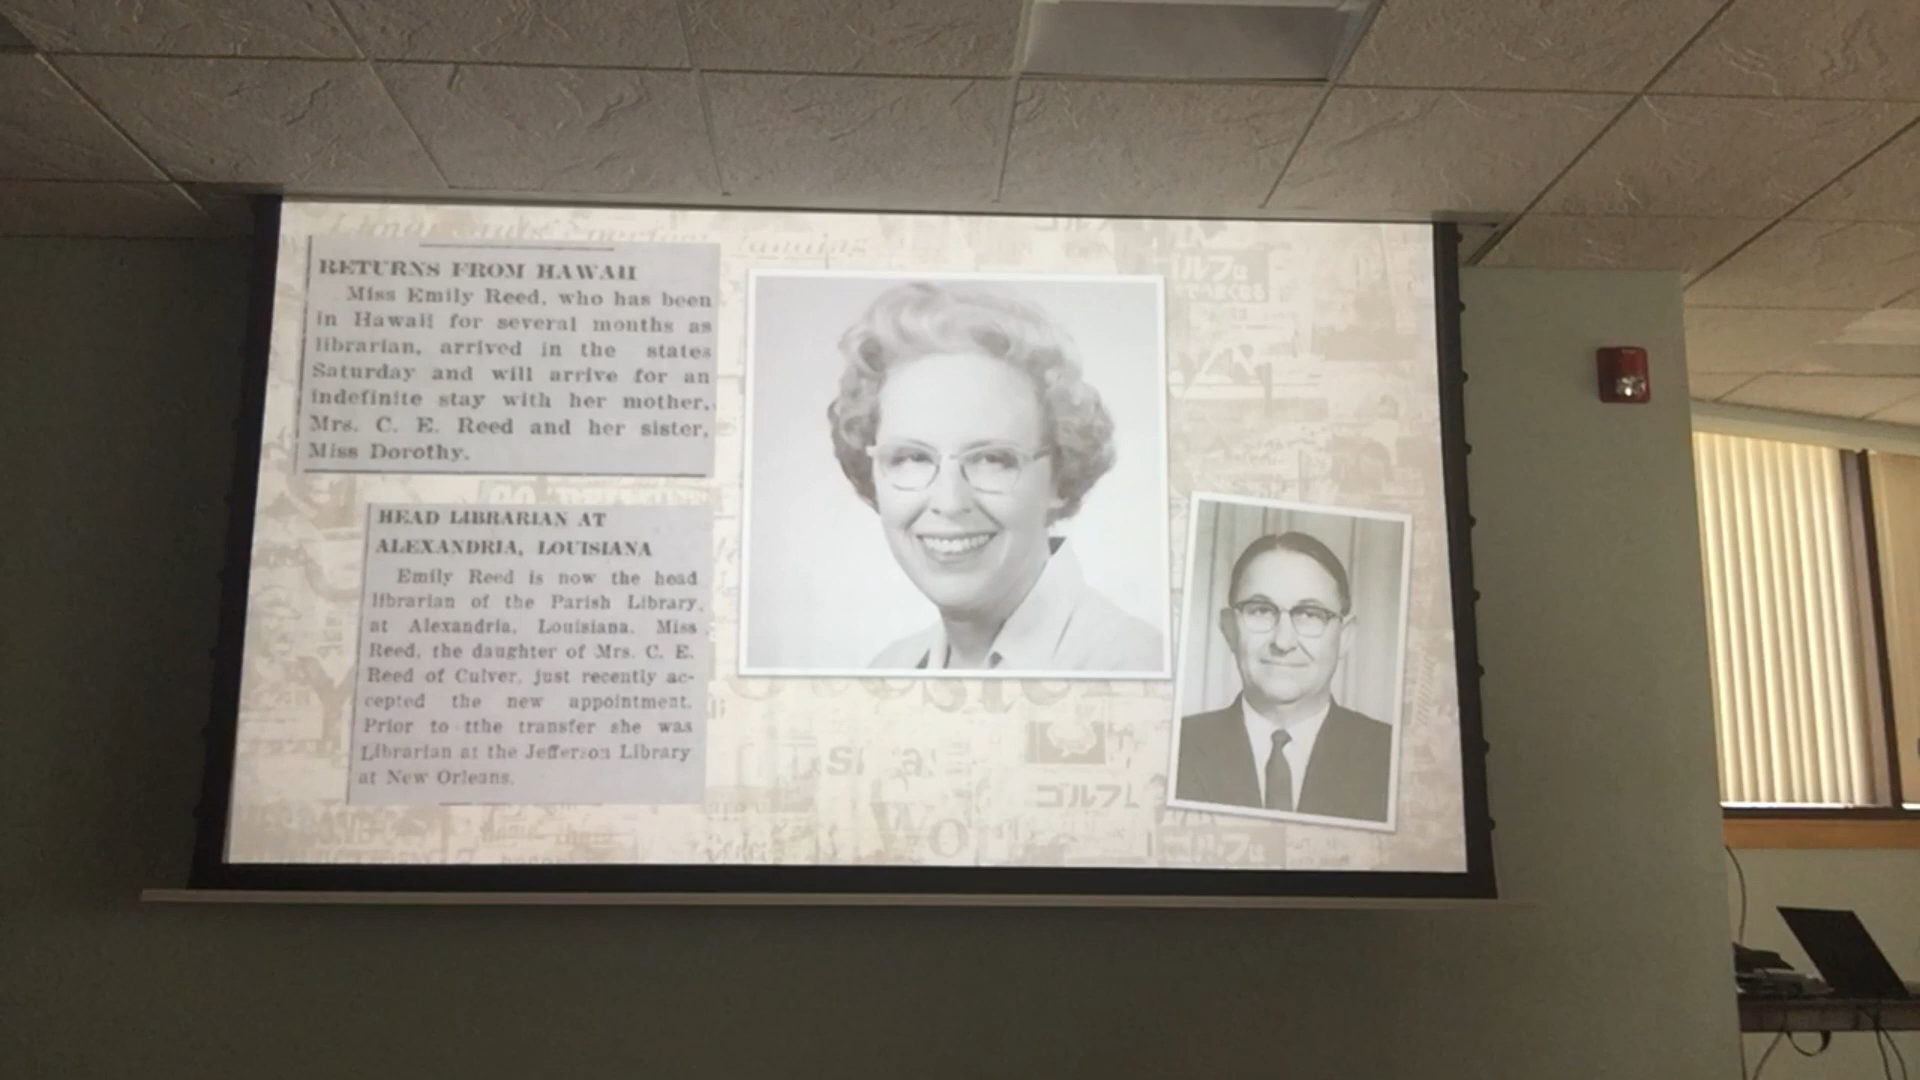 RETURNS FROM HAWAII
Miss Emily Reed, who has been
in Hawaii for several months as
librarian, arrived in the states
Saturday and will arrive for an
indefinite stay with her mother,
Mrs. C. E. Reed and her sister,
Miss Dorothy.
HEAD LIBRARIAN AT
ALEXANDRIA, LOUISIANA
Emily Reed is now the head
librarian of the Parish Library,
at Alexandria, Louisiana. Miss
Reed, the daughter of Mrs. C. E.
Reed of Culver, just recently ac-
cepted the new appointment.
Prior to tthe transfer she was
Librarian at the Jefferson Library
at New Orleans.